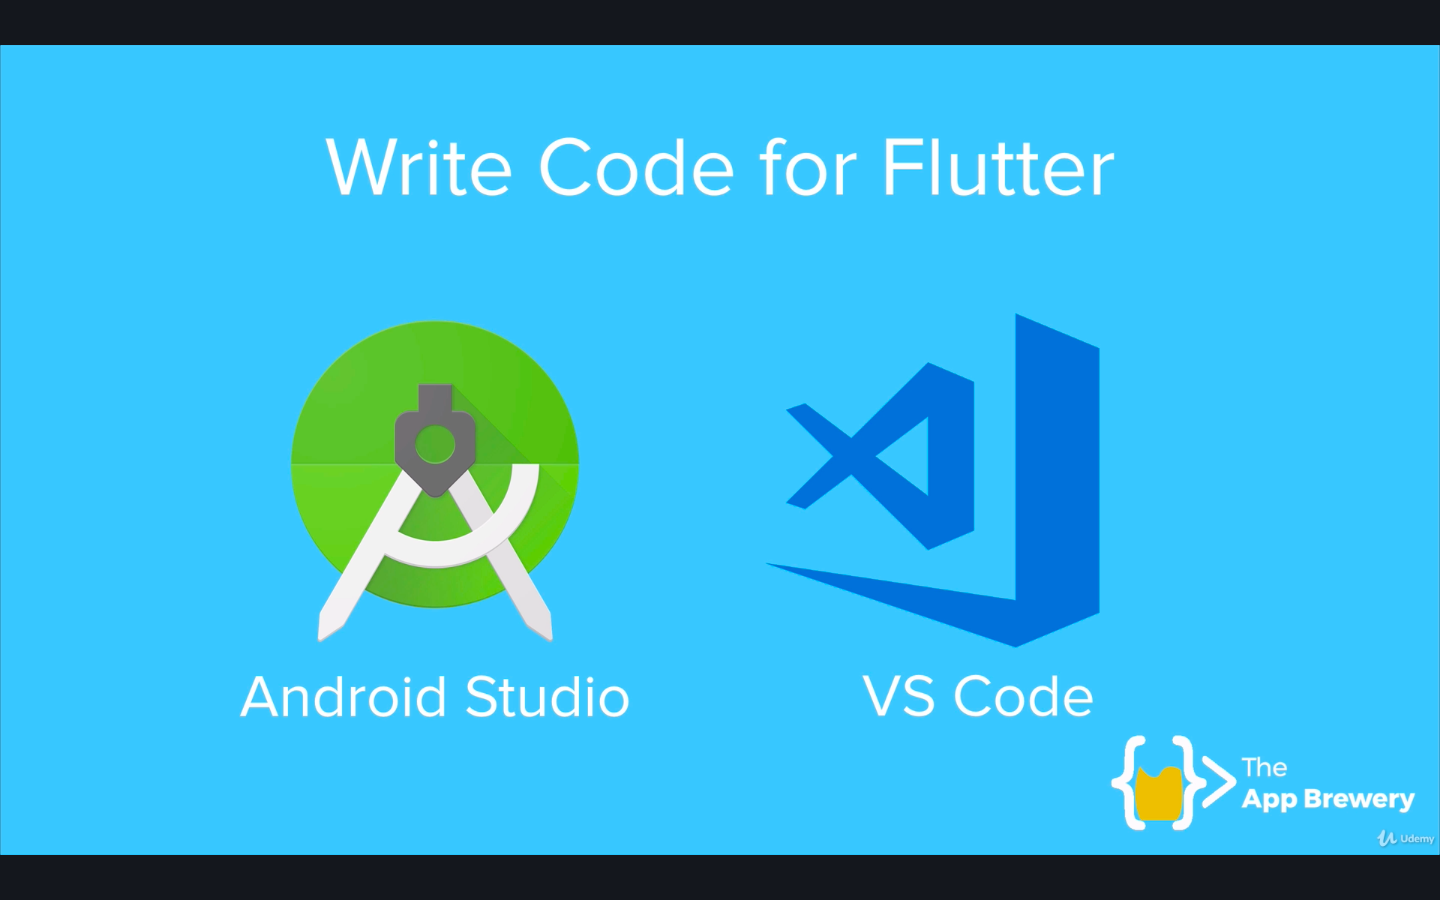 Write Code for Flutter
Android Studio
VS Code
The
App Brewery
Udemy